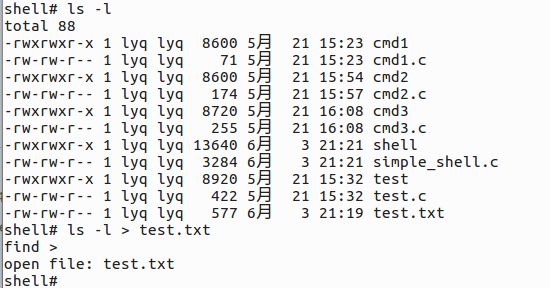 shell# ls -l
total 88
-rwxrwxr-x 1 lyq lyq  8600 5月  21 15:23 cmd1
-rw-rw-r-- 1 lyq lyq    71 5月  21 15:23 cmd1.c
-rwxrwxr-x 1 lyq lyq  8600 5月  21 15:54 cmd2
-rw-rw-r-- 1 lyq lyq   174 5月  21 15:57 cmd2.c
-rwxrwxr-x 1 lyq lyq  8720 5月  21 16:08 cmd3
-rw-rw-r-- 1 lyq lyq   255 5月  21 16:08 cmd3.c
-rwxrwxr-x 1 lyq lyq 13640 6月   3 21:21 shell
-rw-rw-r-- 1 lyq lyq  3284 6月   3 21:21 simple_shell.c
-rwxrwxr-x 1 lyq lyq  8920 5月  21 15:32 test
-rw-rw-r-- 1 lyq lyq   422 5月  21 15:32 test.c
-rw-rw-r-- 1 lyq lyq   577 6月   3 21:19 test.txt
shell# ls -l > test.txt
find >
open file: test.txt
shell#